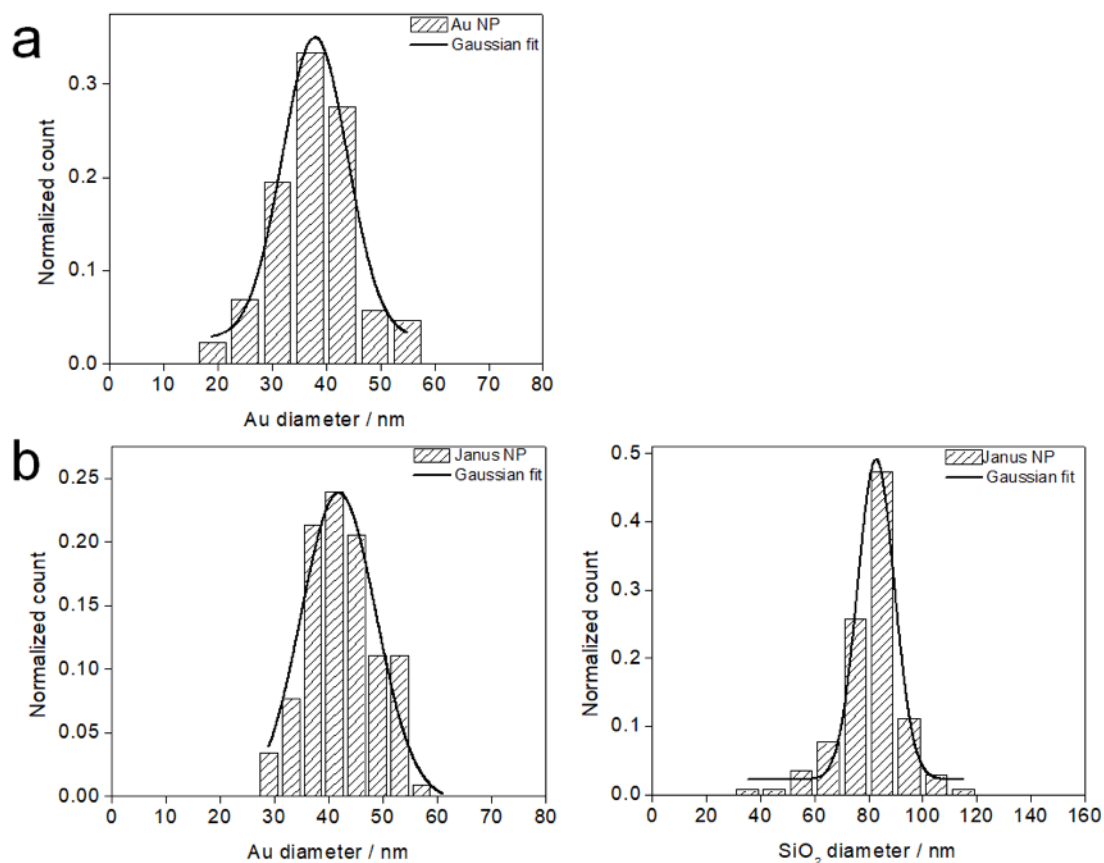 a
Au NP
Gaussian fit
Normalized count
0.3
0.2
0.1
0.0
0 10 20 30 40 50 60 70 80
Au diameter / nm
b
Janus NP
Gaussian fit
Normalized count
0.25
0.20
0.15
0.10
0.05
0.00
0 10 20 30 40 50 60 70 80
Au diameter / nm
Janus NP
Gaussian fit
Normalized count
0.5
0.4
0.3
0.2
0.1
0.0
0 20 40 60 80 100 120 140 160
SiO₂ diameter / nm